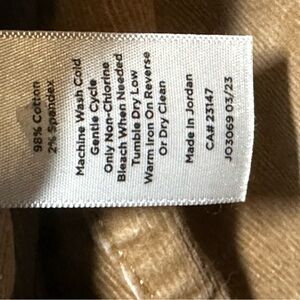 98% Cotton
2% Spandex
Machine Wash Cold
Gentle Cycle
Only Non-Chlorine
Bleach When Needed
Tumble Dry Low
Warm Iron On Reverse
Or Dry Clean
Made In Jordan
CA# 23147
JO3069 03/23